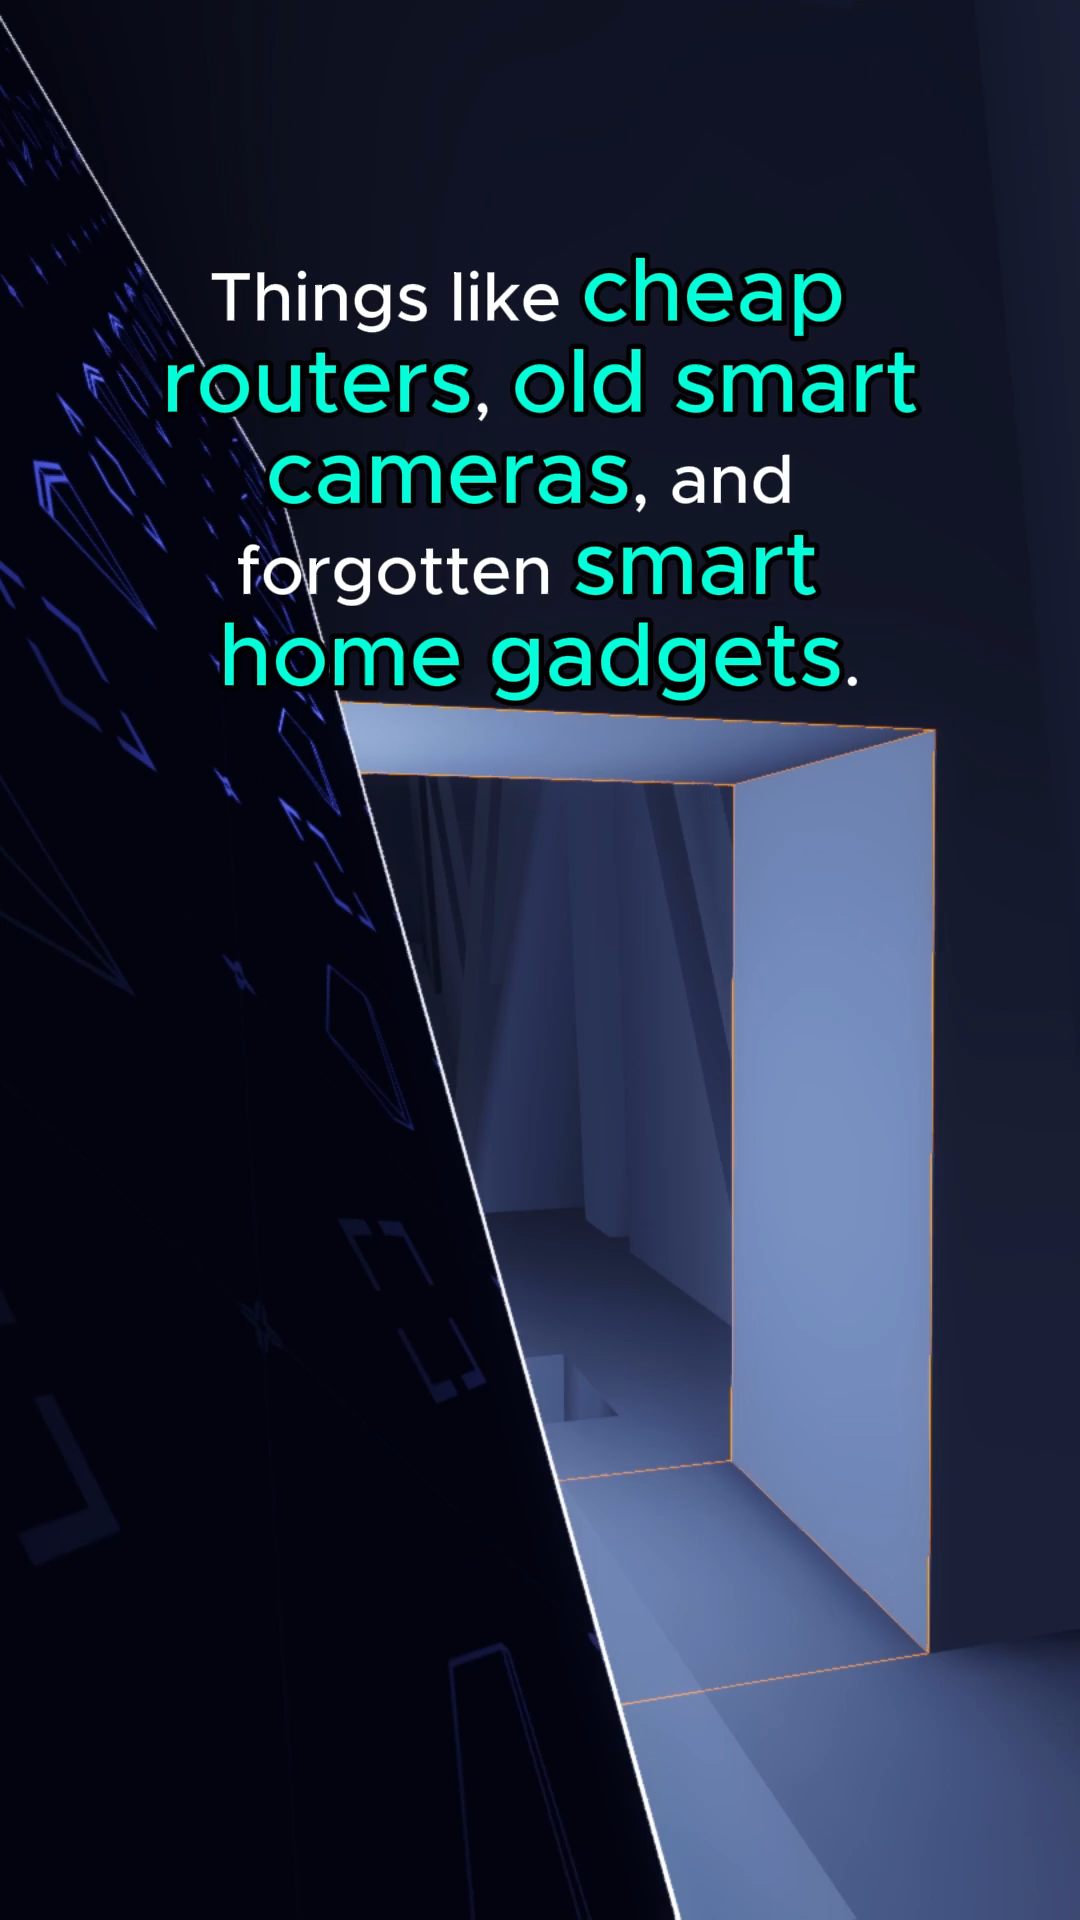 Things like cheap
routers, old smart
cameras, and
forgotten smart
home gadgets.